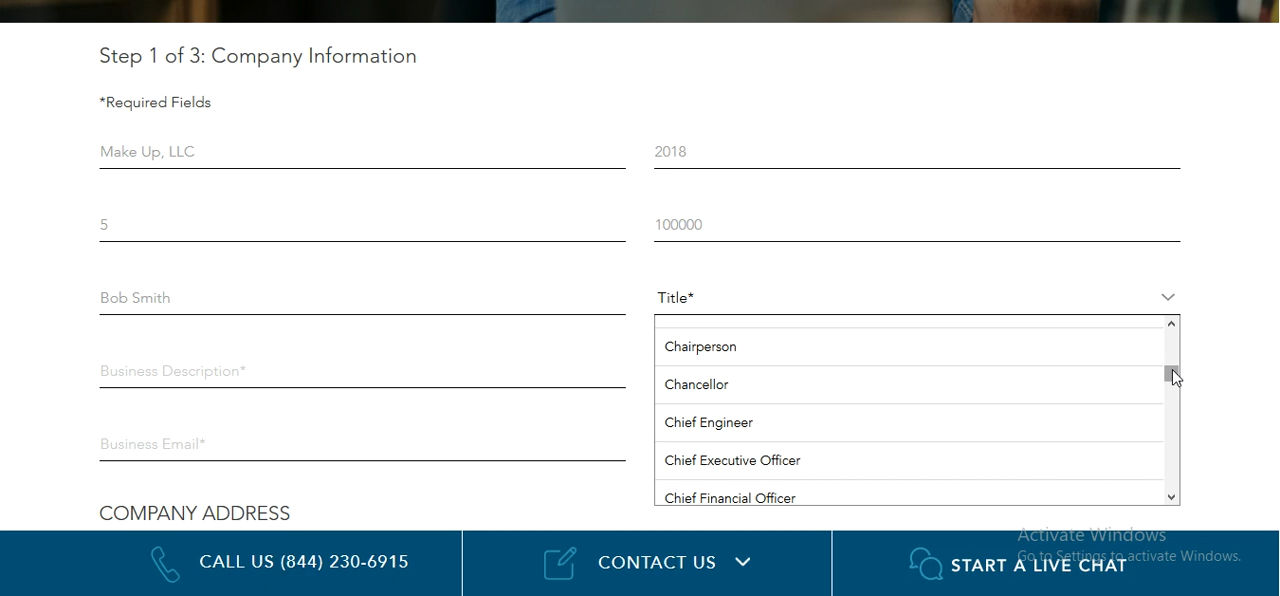 Step 1 of 3: Company Information
*Required Fields
Make Up, LLC
2018
5
100000
Bob Smith
Title*
Chairperson
Business Description*
Chancellor
Chief Engineer
Business Email*
Chief Executive Officer
Chief Financial Officer
COMPANY ADDRESS
Activate Windows
Go to Settings to activate Windows.
CALL US (844) 230-6915
CONTACT US
START A LIVE CHAT